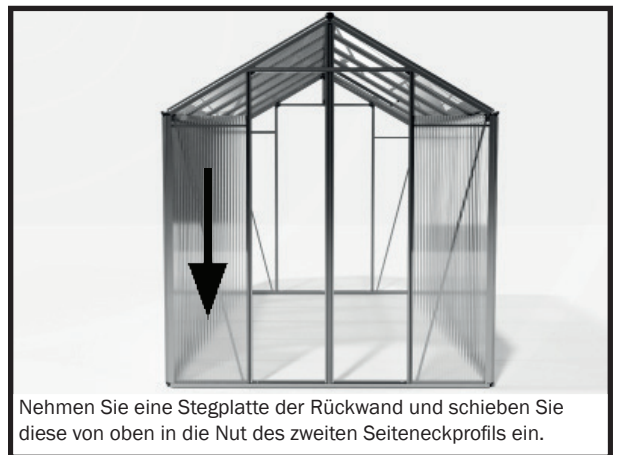 Nehmen Sie eine Stegplatte der Rückwand und schieben Sie
diese von oben in die Nut des zweiten Seiteneckprofils ein.